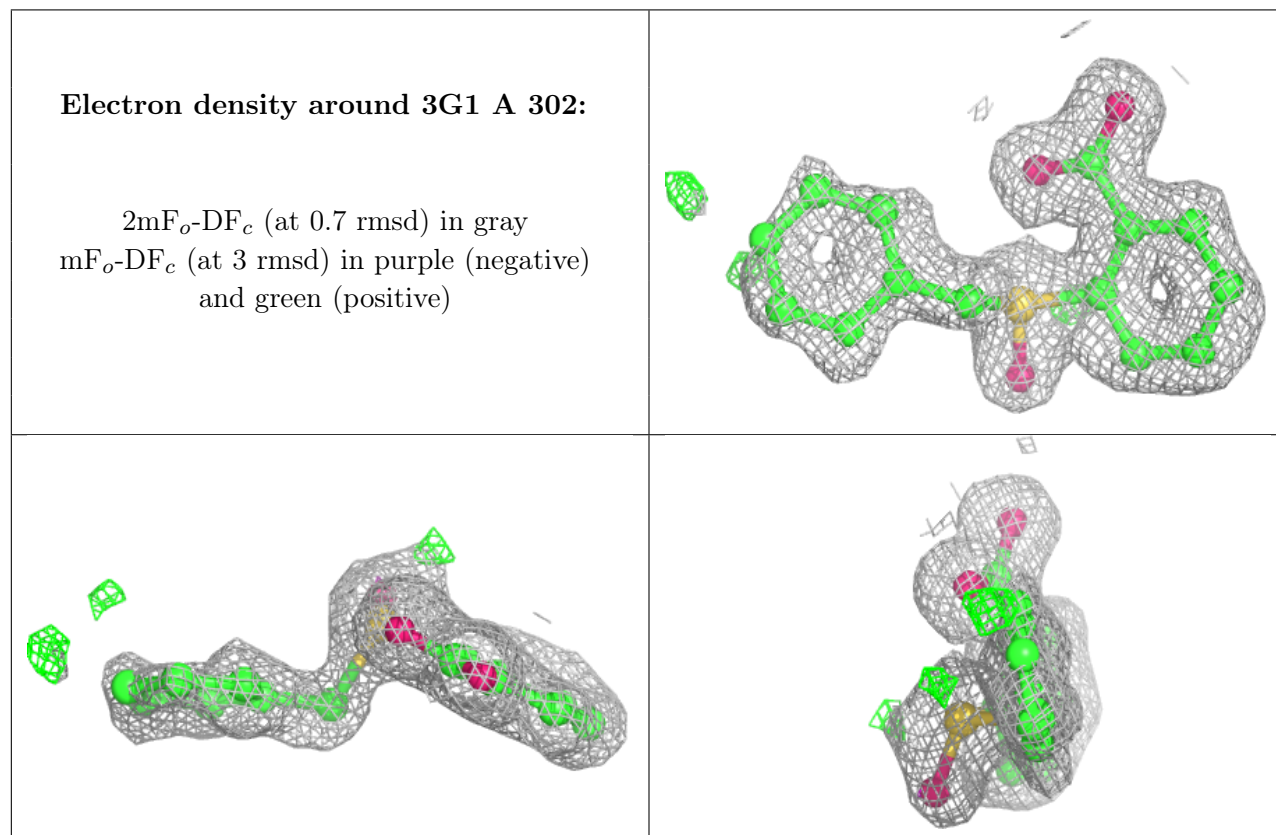 Electron density around 3G1 A 302:
2mFo-DFc (at 0.7 rmsd) in gray
mFo-DFc (at 3 rmsd) in purple (negative)
and green (positive)